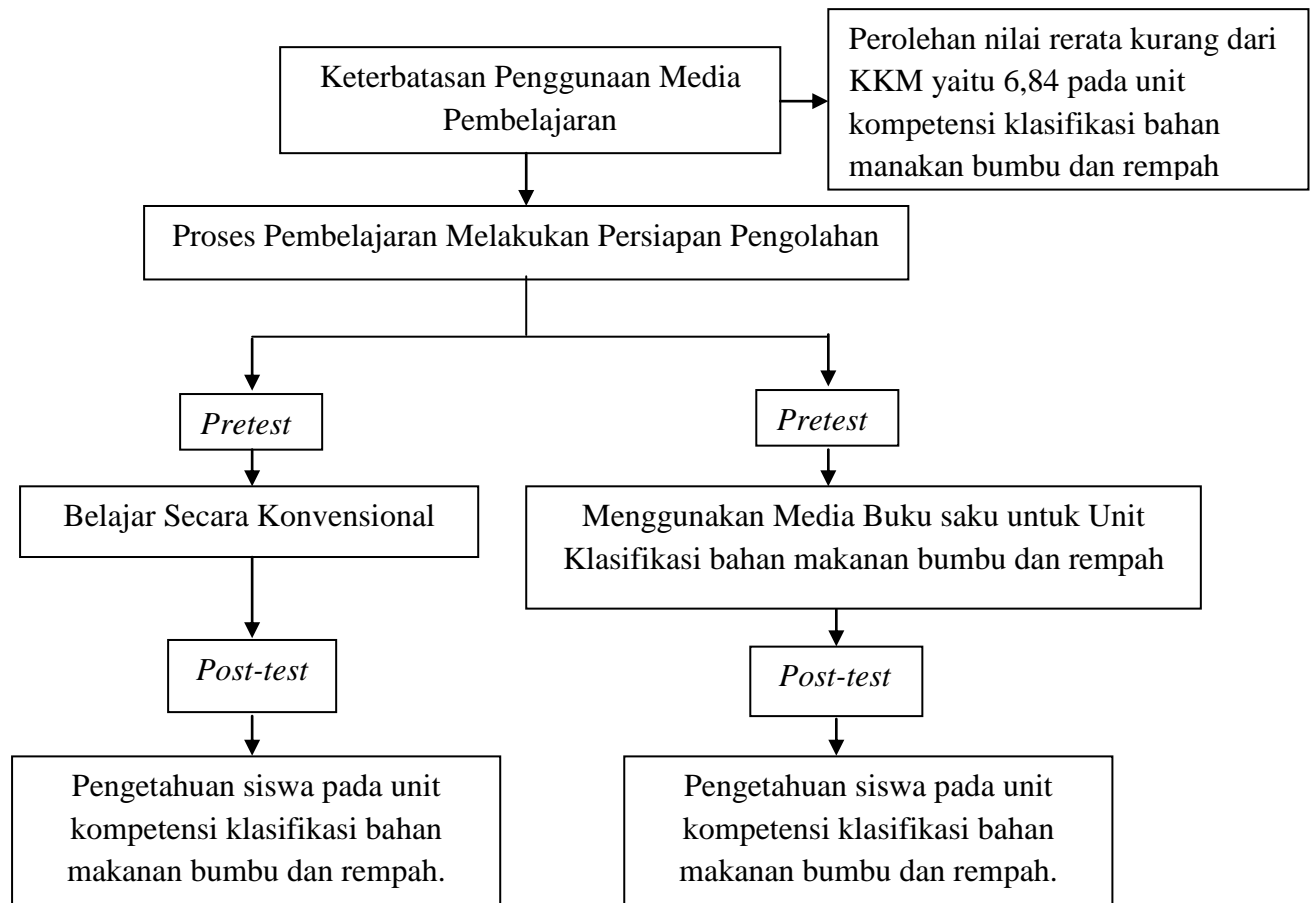 Keterbatasan Penggunaan Media
Pembelajaran
Perolehan nilai rerata kurang dari
KKM yaitu 6,84 pada unit
kompetensi klasifikasi bahan
manakan bumbu dan rempah
Proses Pembelajaran Melakukan Persiapan Pengolahan
Pretest
Pretest
Belajar Secara Konvensional
Menggunakan Media Buku saku untuk Unit
Klasifikasi bahan makanan bumbu dan rempah
Post-test
Post-test
Pengetahuan siswa pada unit
kompetensi klasifikasi bahan
makanan bumbu dan rempah.
Pengetahuan siswa pada unit
kompetensi klasifikasi bahan
makanan bumbu dan rempah.